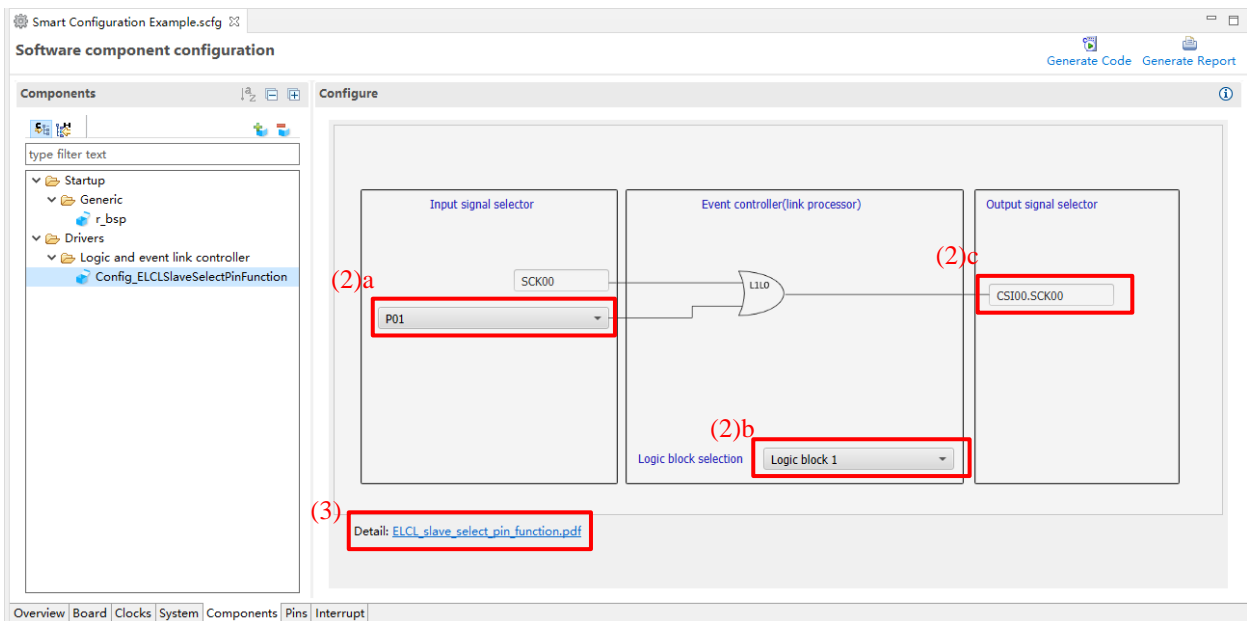 Smart Configuration Example.scfg
Software component configuration
Generate Code Generate Report
Components
Configure
type filter text
Startup
Generic
r_bsp
Drivers
Logic and event link controller
Config_ELCLSlaveSelectPinFunction
Input signal selector
Event controller(link processor)
Output signal selector
(2)a
SCK00
P01
L1L0
(2)c
CSI00.SCK00
(2)b
Logic block selection
Logic block 1
(3)
Detail: ELCL_slave_select_pin_function.pdf
Overview Board Clocks System Components Pins Interrupt